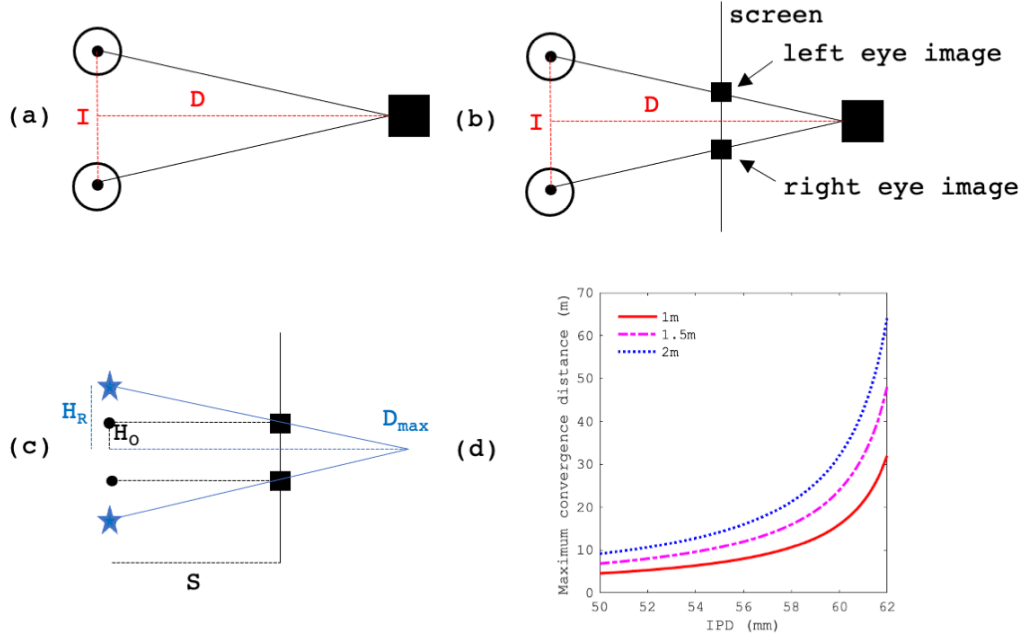 (a)
I
D
(b)
I
D
screen
left eye image
right eye image
(c)
H_R
H_O
D_max
S
(d)
Maximum convergence distance (m)
70
60
50
40
30
20
10
0
1m
1.5m
2m
50 52 54 56 58 60 62
IPD (mm)